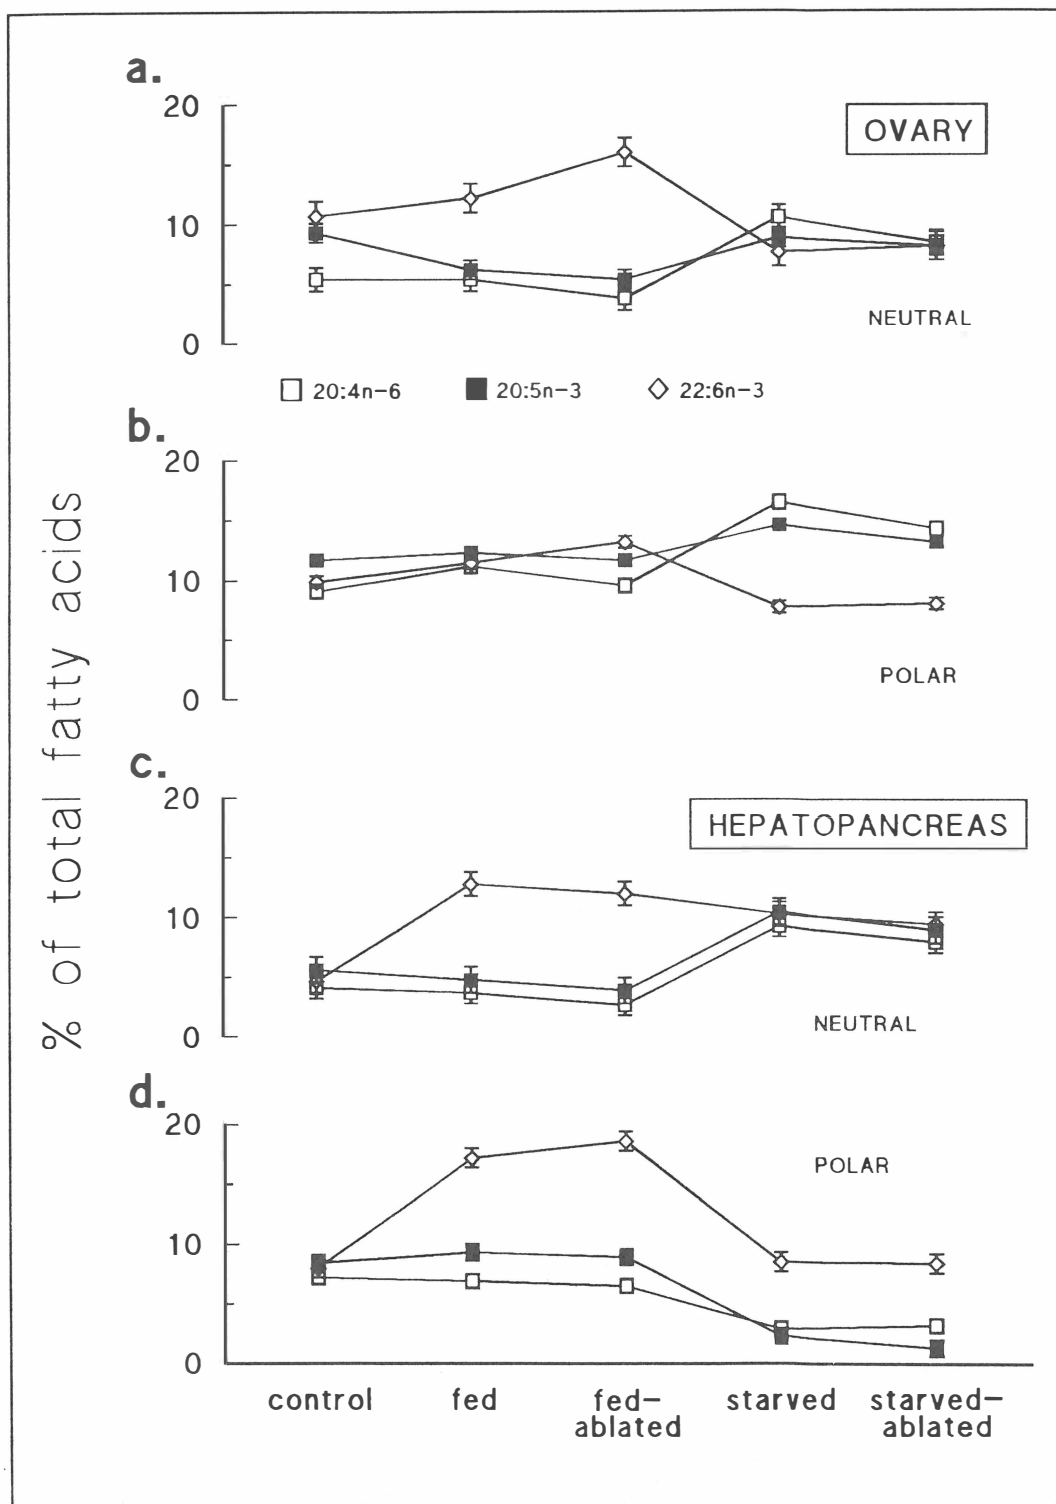 a.
20
OVARY
10
NEUTRAL
0
20:4n-6 20:5n-3 22:6n-3
b.
20
10
POLAR
0
% of total fatty acids
c.
20
HEPATOPANCREAS
10
NEUTRAL
0
d.
20
POLAR
10
0
control fed fed- starved starved-
ablated ablated